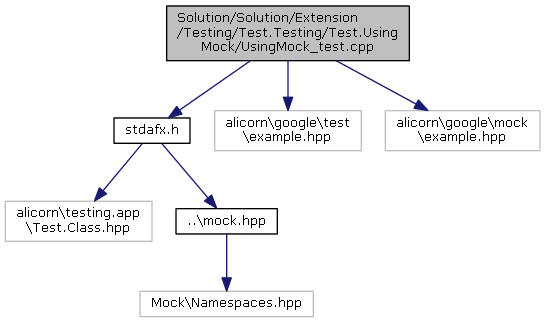 Solution/Solution/Extension
/Testing/Test.Testing/Test.Using
Mock/UsingMock_test.cpp
stdafx.h
alicorn\google\test
\example.hpp
alicorn\google\mock
\example.hpp
alicorn\testing.app
\Test.Class.hpp
..\mock.hpp
Mock\Namespaces.hpp